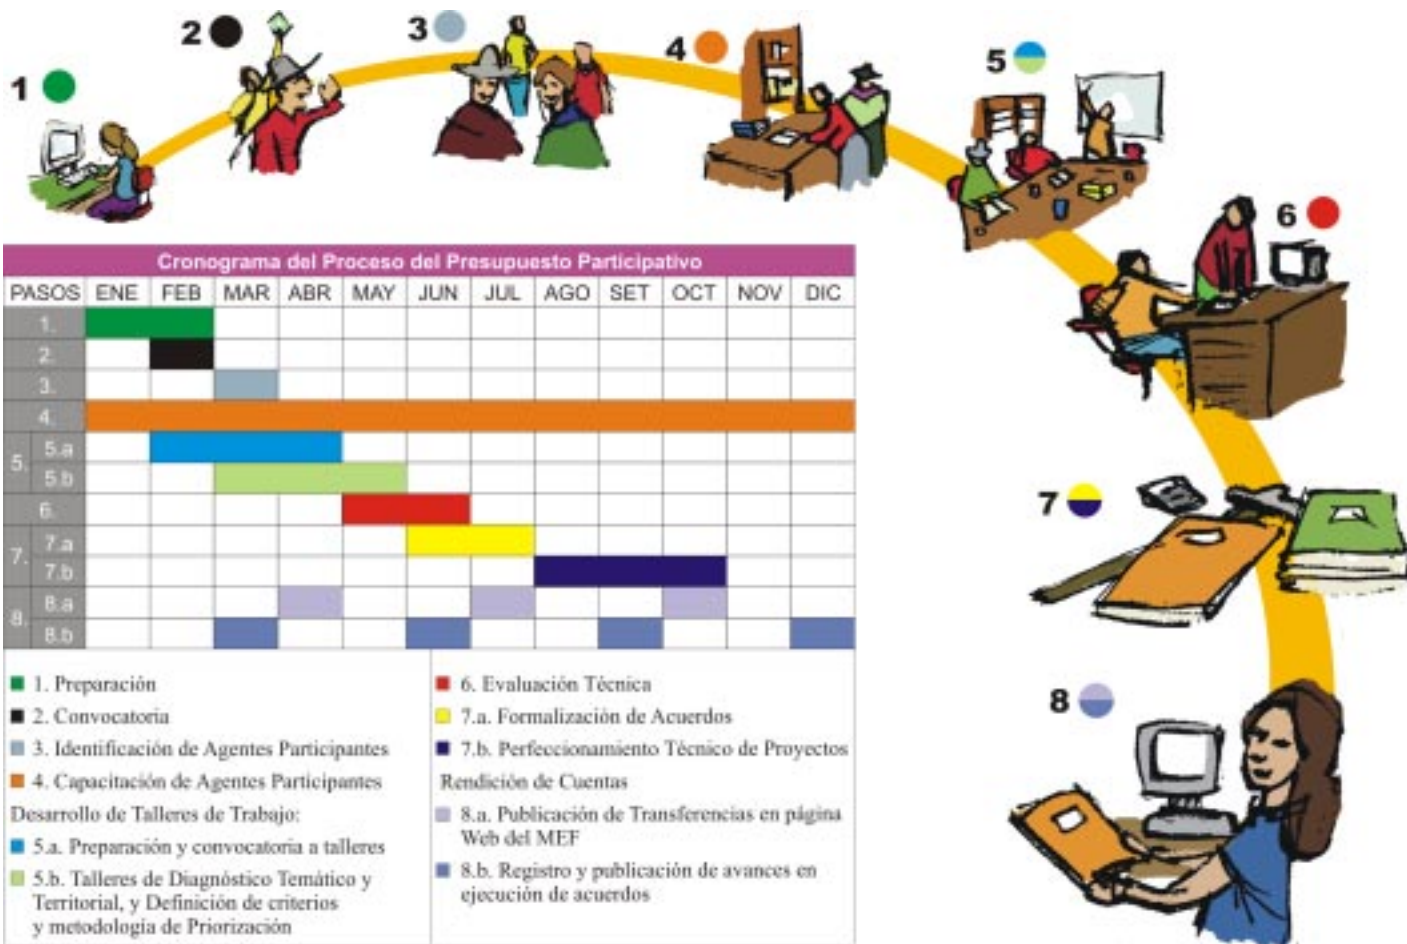 1
2
3
4
5
6
7
8
Cronograma del Proceso del Presupuesto Participativo
PASOS ENE FEB MAR ABR MAY JUN JUL AGO SET OCT NOV DIC
1.
2.
3.
4.
5. 5.a
5.b
6.
7. 7.a
7.b
8. 8.a
8.b
1. Preparación
2. Convocatoria
3. Identificación de Agentes Participantes
4. Capacitación de Agentes Participantes
Desarrollo de Talleres de Trabajo:
5.a. Preparación y convocatoria a talleres
5.b. Talleres de Diagnóstico Temático y
Territorial, y Definición de criterios
y metodología de Priorización
6. Evaluación Técnica
7.a. Formalización de Acuerdos
7.b. Perfeccionamiento Técnico de Proyectos
Rendición de Cuentas
8.a. Publicación de Transferencias en página
Web del MEF
8.b. Registro y publicación de avances en
ejecución de acuerdos